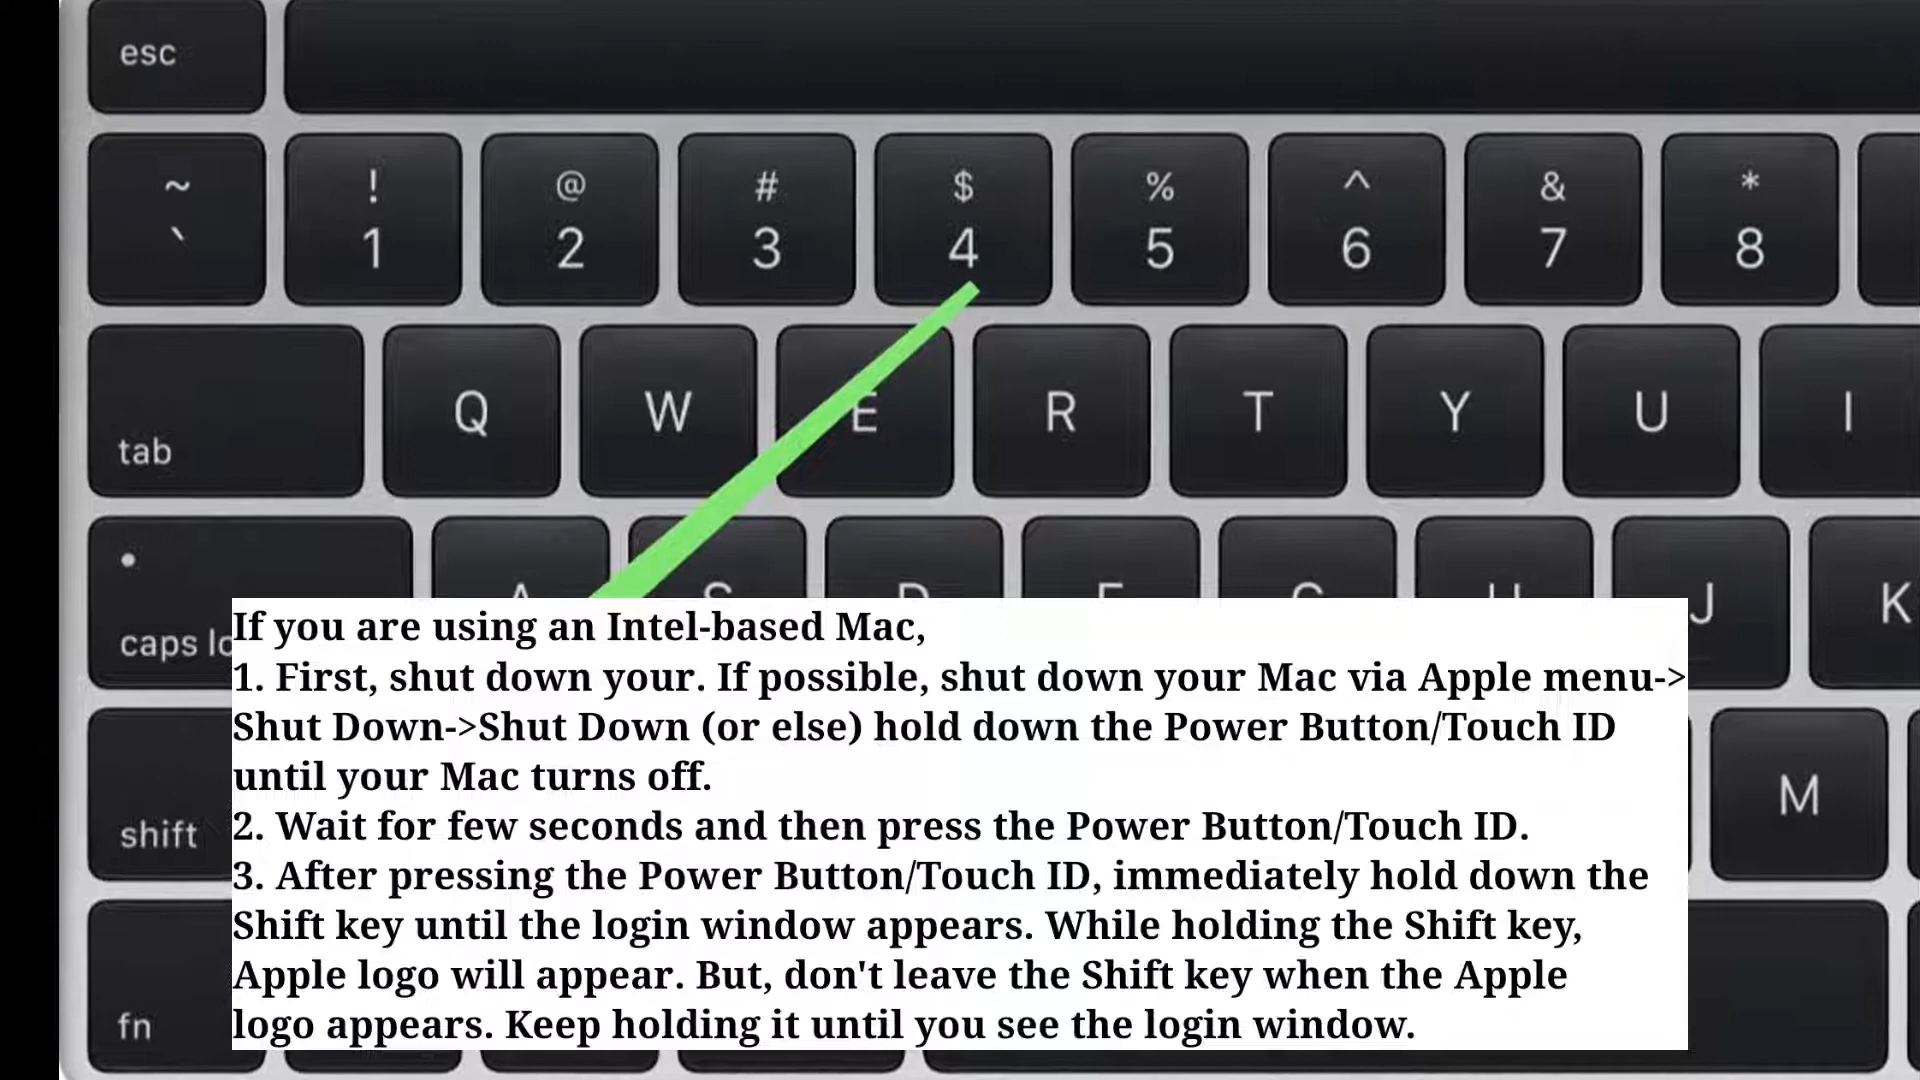 esc
~ ! @ # $ % ^ & *
` 1 2 3 4 5 6 7 8
tab Q W E R T Y U I
caps lo J K
shift M
fn
If you are using an Intel-based Mac,
1. First, shut down your. If possible, shut down your Mac via Apple menu->
Shut Down->Shut Down (or else) hold down the Power Button/Touch ID
until your Mac turns off.
2. Wait for few seconds and then press the Power Button/Touch ID.
3. After pressing the Power Button/Touch ID, immediately hold down the
Shift key until the login window appears. While holding the Shift key,
Apple logo will appear. But, don't leave the Shift key when the Apple
logo appears. Keep holding it until you see the login window.